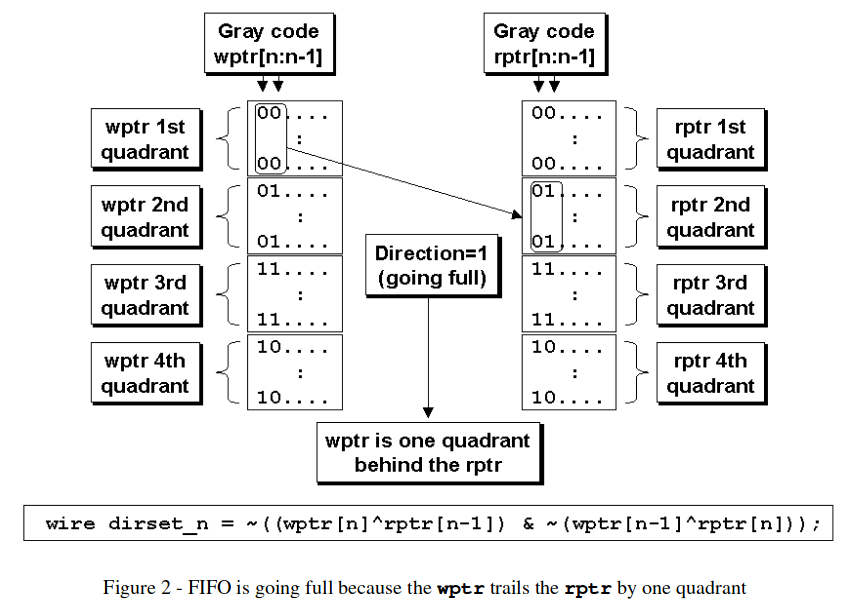 Gray code
wptr[n:n-1]
Gray code
rptr[n:n-1]
wptr 1st
quadrant
00....
:
00....
00....
:
00....
rptr 1st
quadrant
wptr 2nd
quadrant
01....
:
01....
01....
:
01....
rptr 2nd
quadrant
Direction=1
(going full)
wptr 3rd
quadrant
11....
:
11....
11....
:
11....
rptr 3rd
quadrant
wptr 4th
quadrant
10....
:
10....
10....
:
10....
rptr 4th
quadrant
wptr is one quadrant
behind the rptr
wire dirset_n = ~((wptr[n]^rptr[n-1]) & ~(wptr[n-1]^rptr[n]));
Figure 2 - FIFO is going full because the wptr trails the rptr by one quadrant